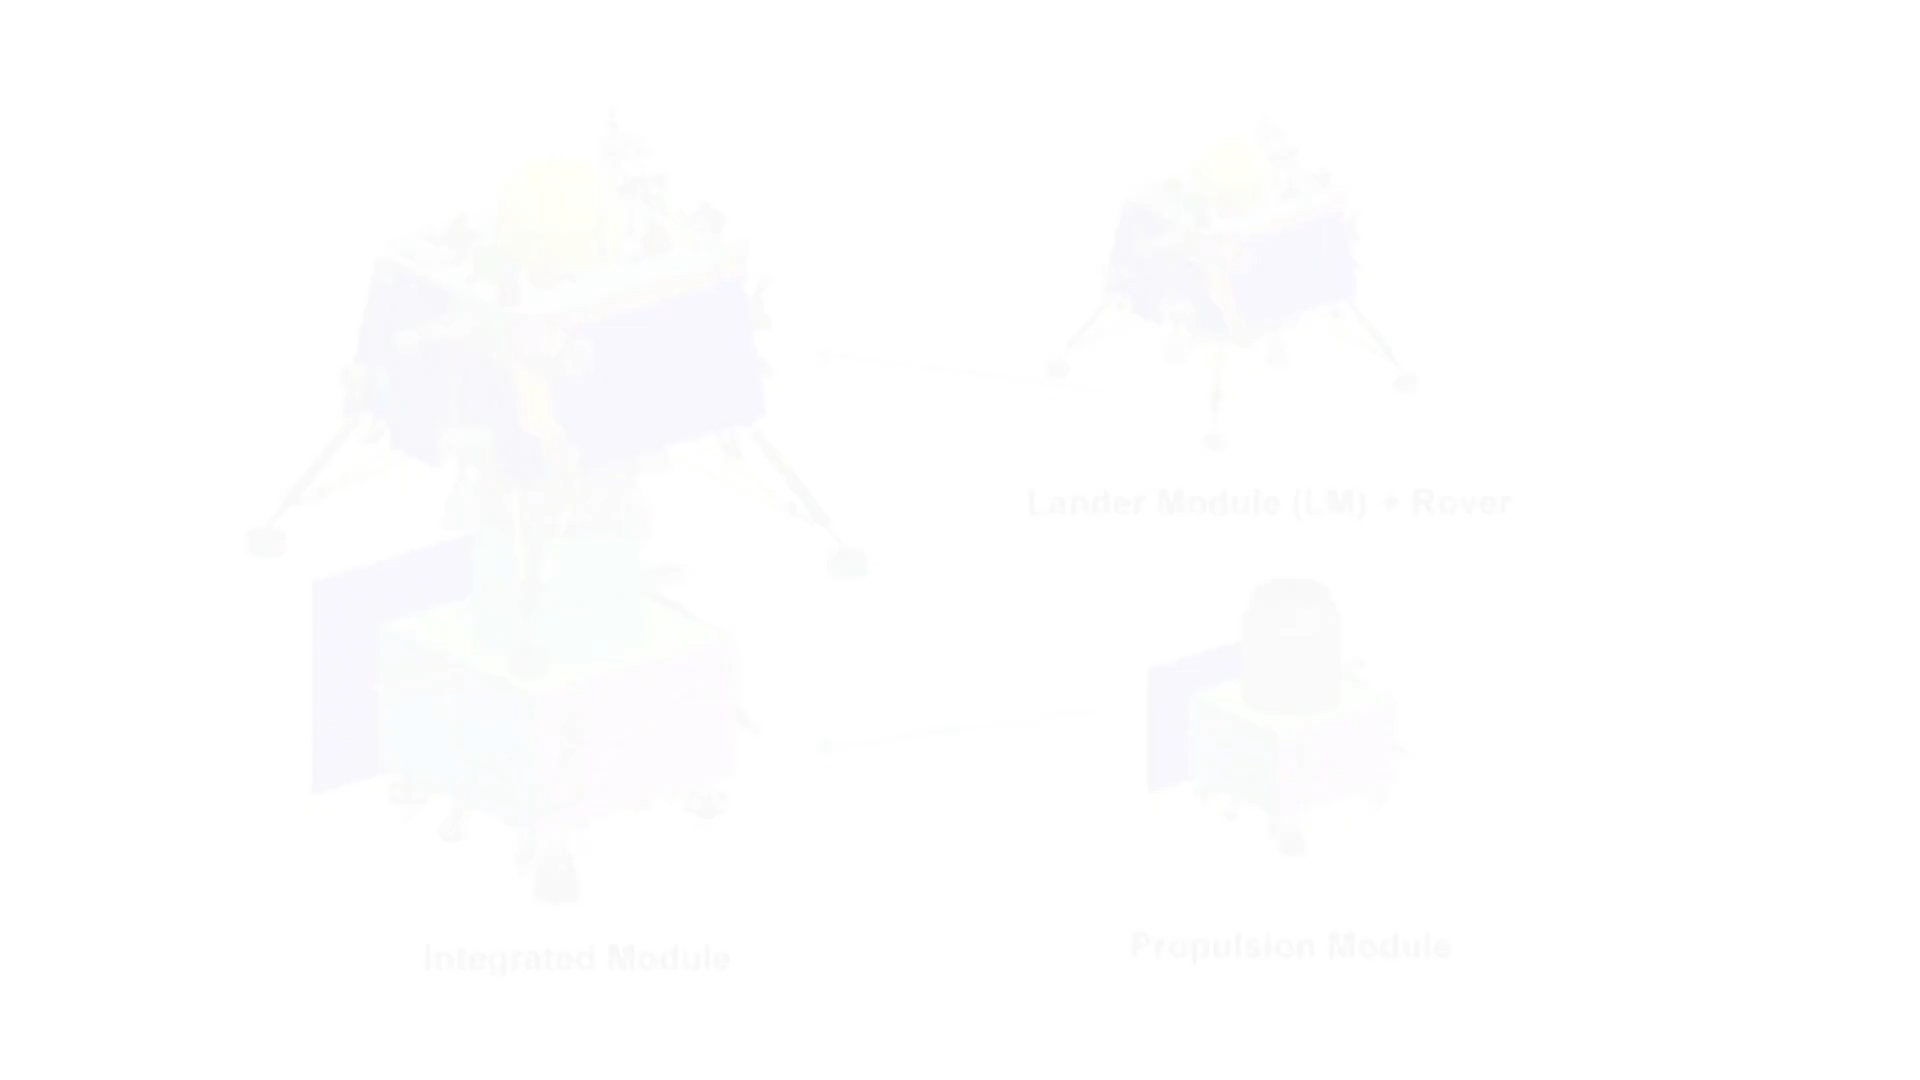 Lander Module (LM) + Rover
Integrated Module
Propulsion Module